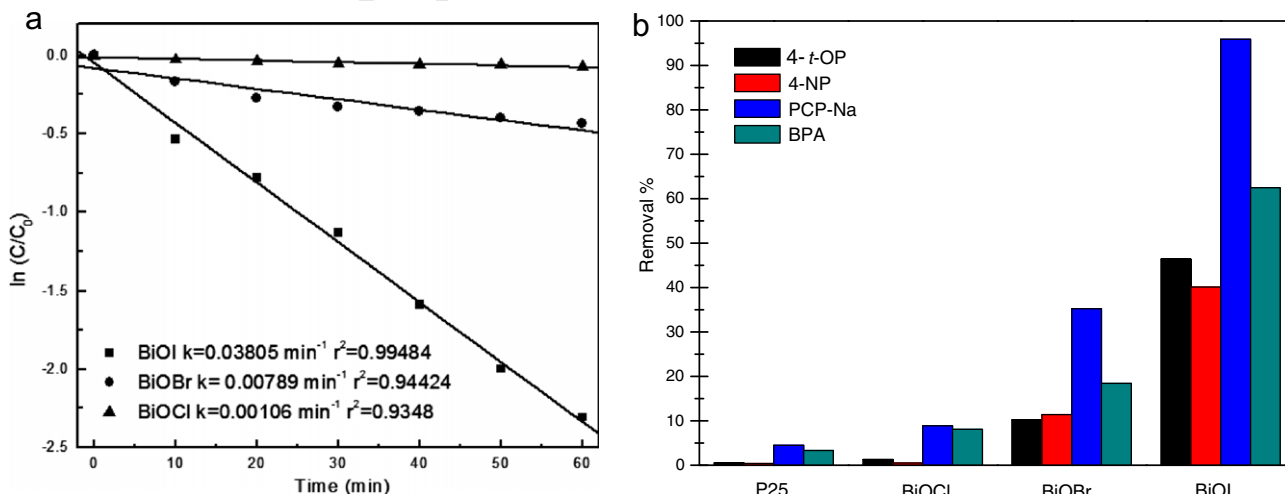 a
ln (C/C0)
0.0
-0.5
-1.0
-1.5
-2.0
-2.5
BiOI k=0.03805 min-1 r2=0.99484
BiOBr k= 0.00789 min-1 r2=0.94424
BiOCl k=0.00106 min-1 r2=0.9348
0 10 20 30 40 50 60
Time (min)
b
Removal %
100
90
80
70
60
50
40
30
20
10
0
4-t-OP
4-NP
PCP-Na
BPA
P25 BiOCl BiOBr BiOI